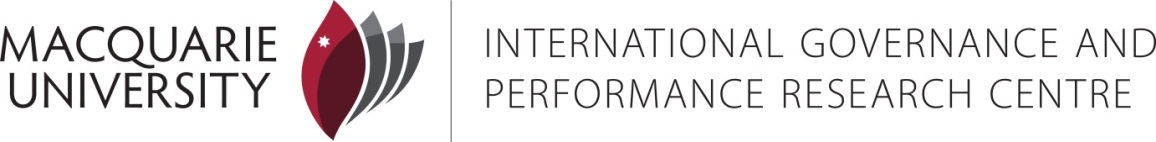 MACQUARIE
UNIVERSITY
INTERNATIONAL GOVERNANCE AND
PERFORMANCE RESEARCH CENTRE